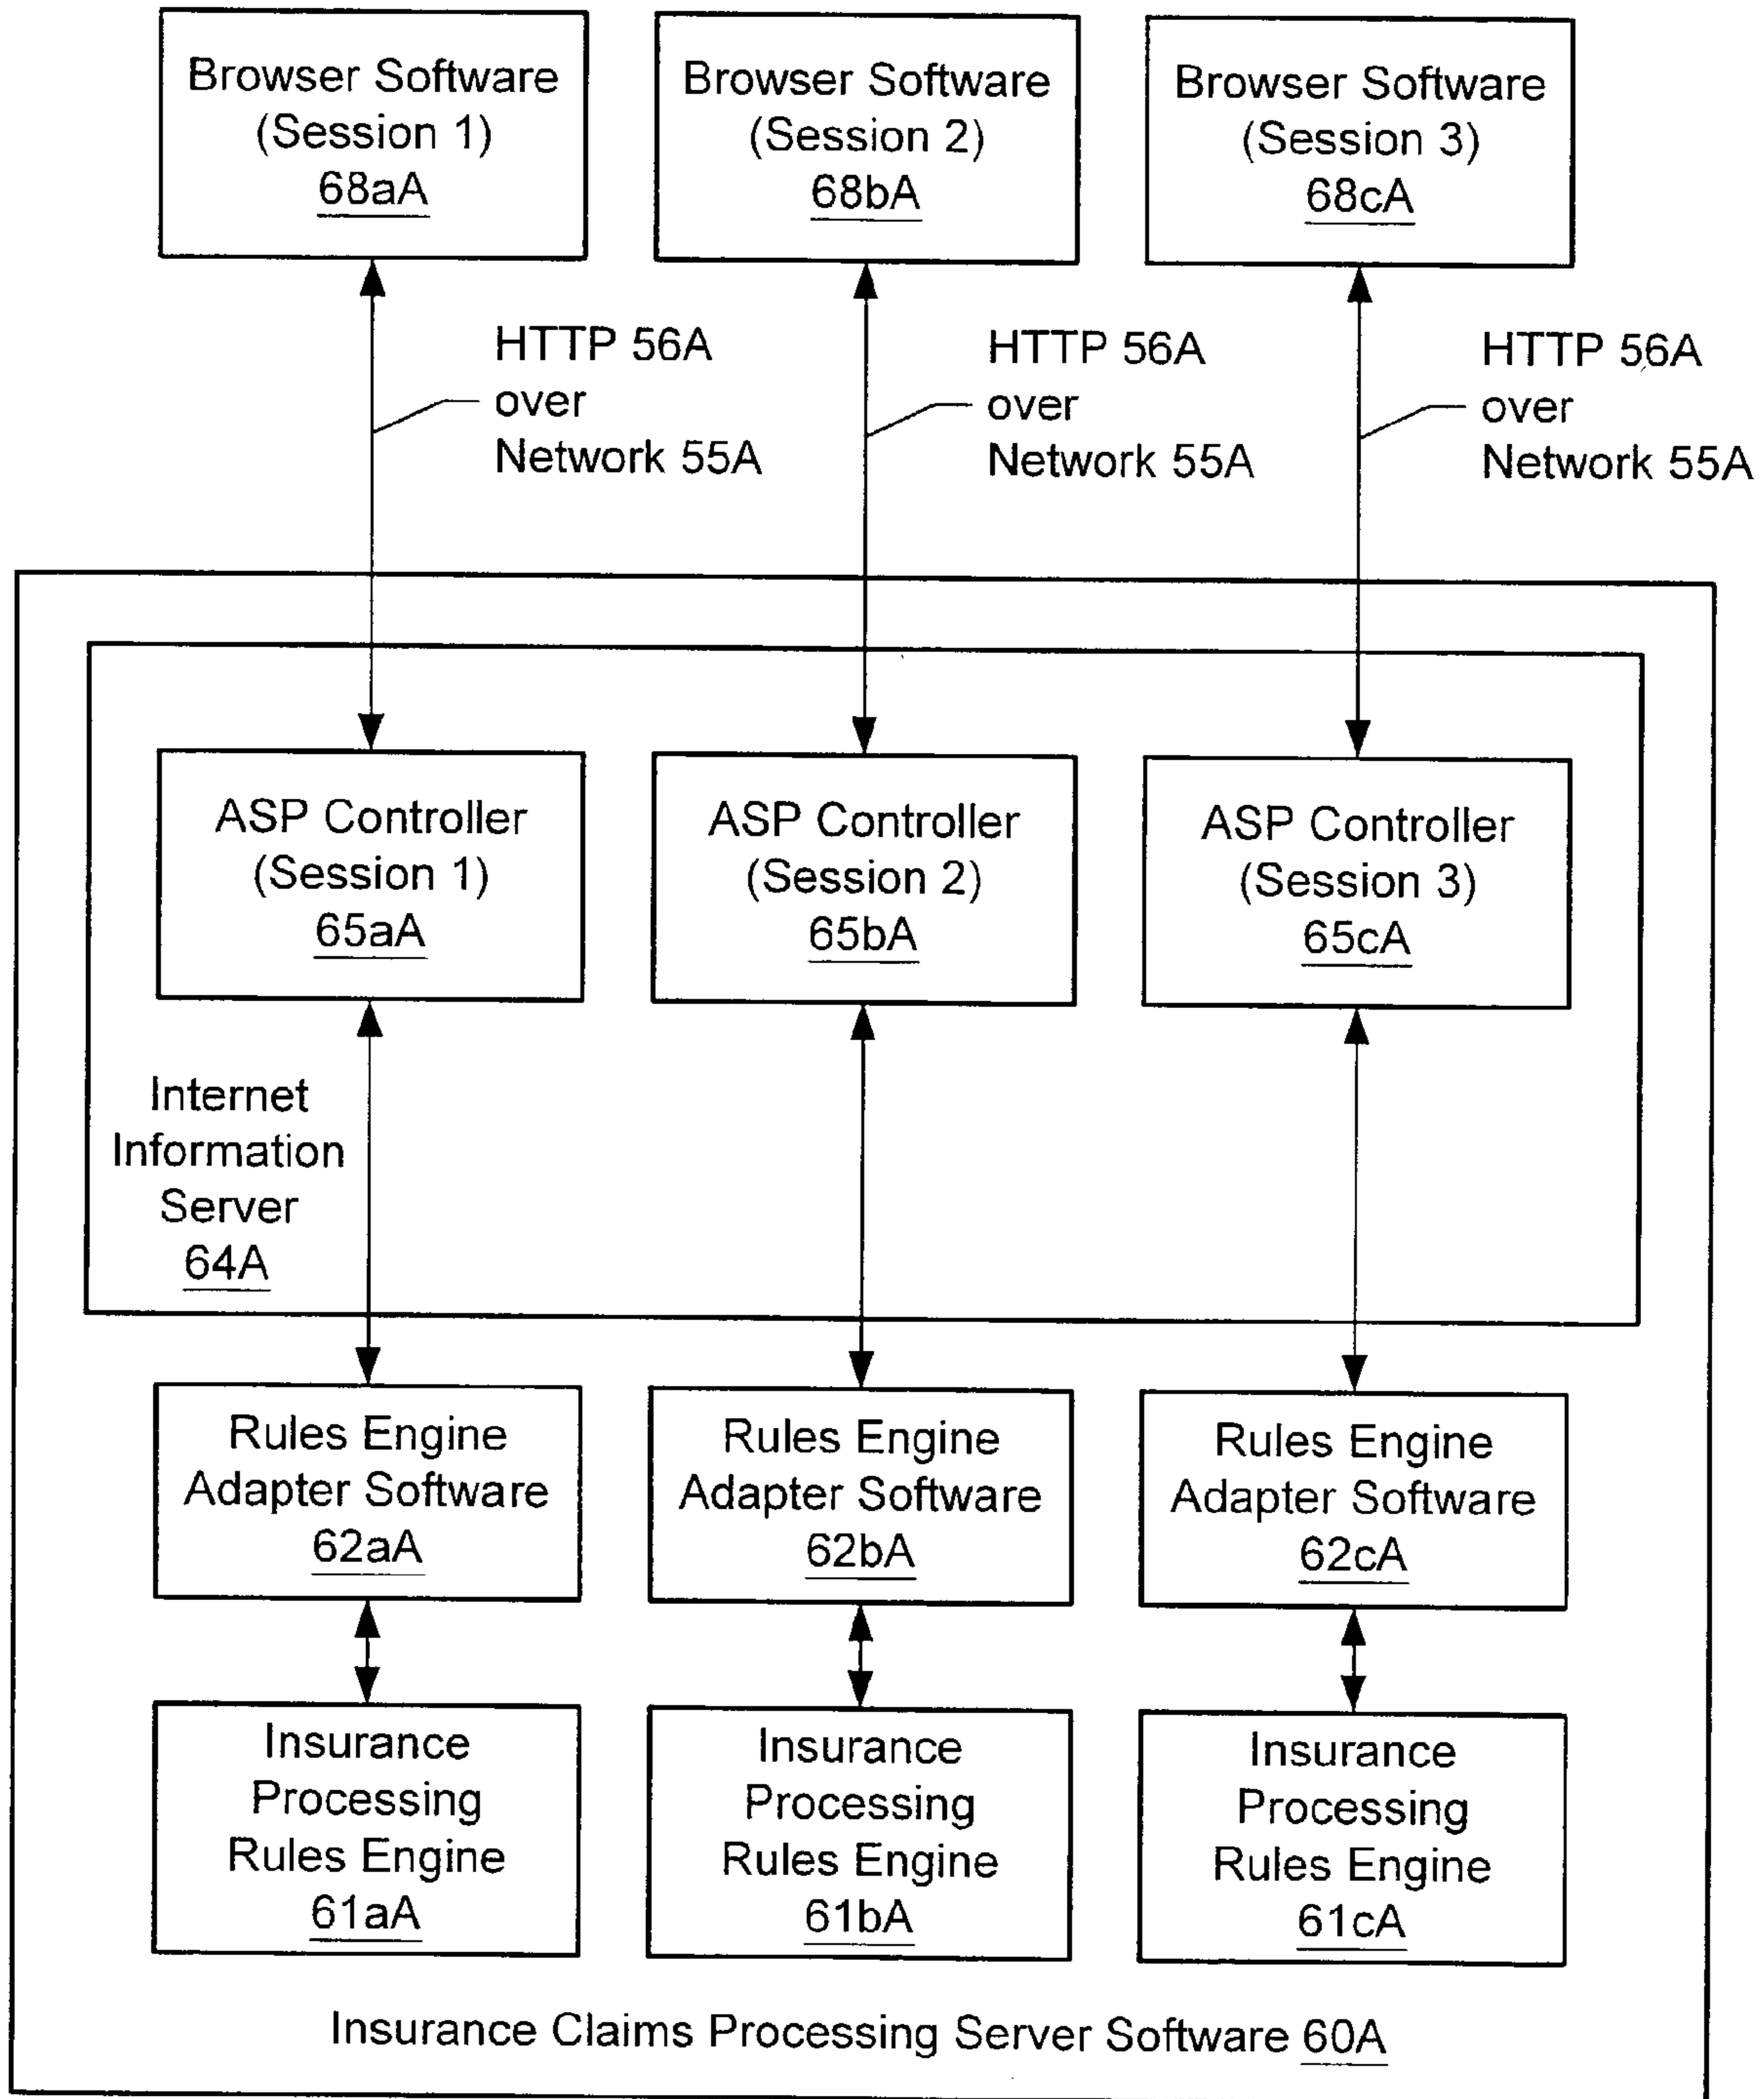 Browser Software
(Session 1)
68aA
Browser Software
(Session 2)
68bA
Browser Software
(Session 3)
68cA
HTTP 56A
over
Network 55A
HTTP 56A
over
Network 55A
HTTP 56A
over
Network 55A
ASP Controller
(Session 1)
65aA
ASP Controller
(Session 2)
65bA
ASP Controller
(Session 3)
65cA
Internet
Information
Server
64A
Rules Engine
Adapter Software
62aA
Rules Engine
Adapter Software
62bA
Rules Engine
Adapter Software
62cA
Insurance
Processing
Rules Engine
61aA
Insurance
Processing
Rules Engine
61bA
Insurance
Processing
Rules Engine
61cA
Insurance Claims Processing Server Software 60A